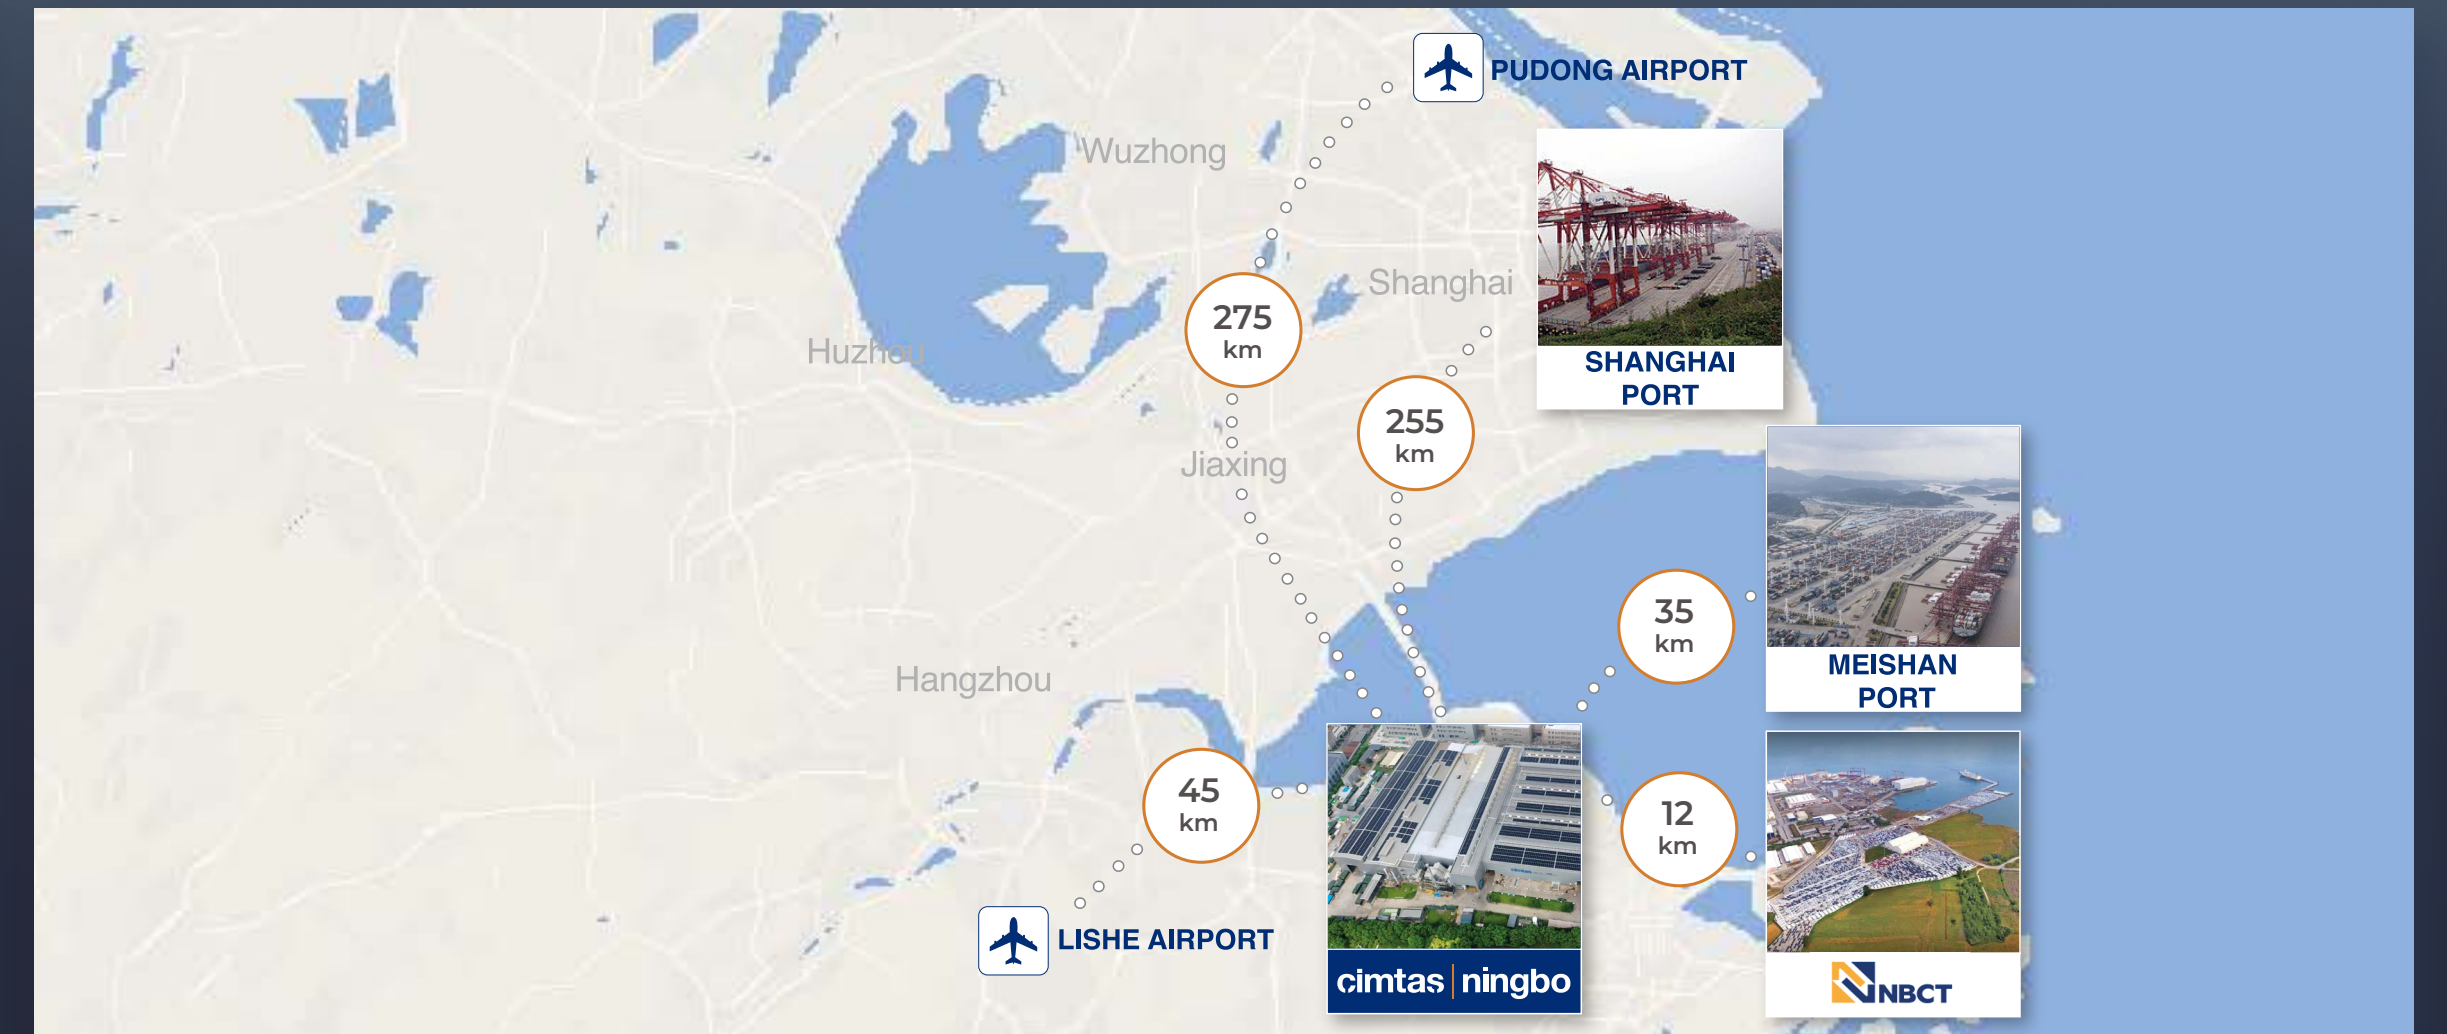 PUDONG AIRPORT
Wuzhong
Shanghai
275
km
Huzhou
SHANGHAI
PORT
255
km
Jiaxing
35
km
MEISHAN
PORT
Hangzhou
45
km
12
km
LISHE AIRPORT
cimtas | ningbo
NBCT